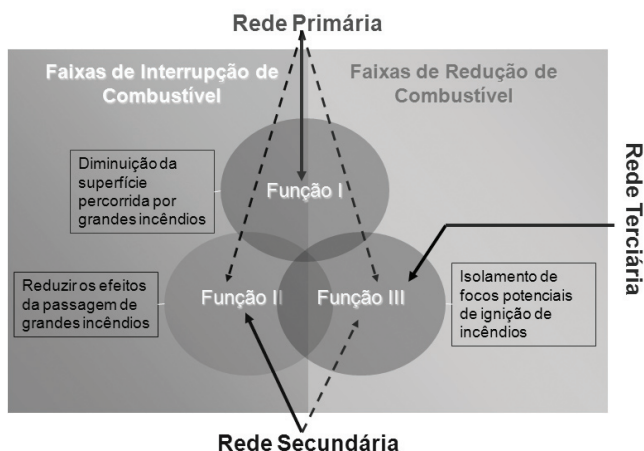 Rede Primária
Faixas de Interrupção de
Combustível
Faixas de Redução de
Combustível
Diminuição da
superfície
percorrida por
grandes incêndios
Função I
Rede Terciária
Reduzir os efeitos
da passagem de
grandes incêndios
Função II
Função III
Isolamento de
focos potenciais
de ignição de
incêndios
Rede Secundária